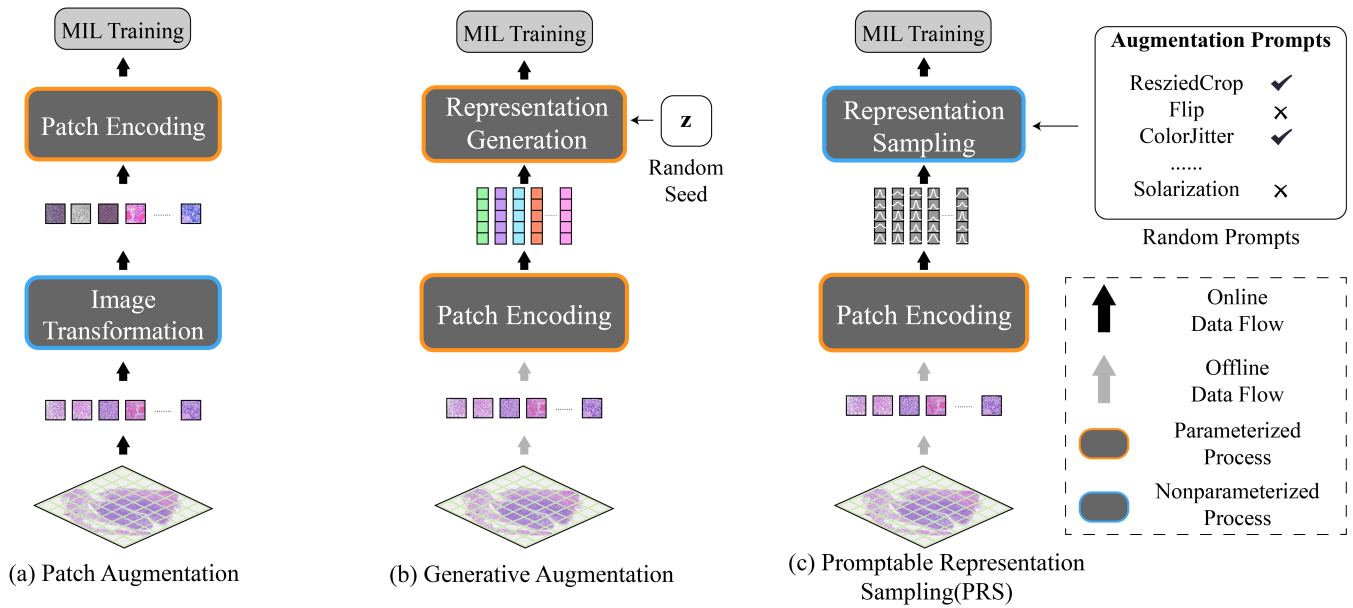 MIL Training
Patch Encoding
Image
Transformation
(a) Patch Augmentation
MIL Training
Representation
Generation
z
Random
Seed
Patch Encoding
(b) Generative Augmentation
MIL Training
Representation
Sampling
Patch Encoding
(c) Promptable Representation
Sampling(PRS)
Augmentation Prompts
ResziedCrop
Flip
ColorJitter
......
Solarization
Random Prompts
Online
Data Flow
Offline
Data Flow
Parameterized
Process
Nonparameterized
Process